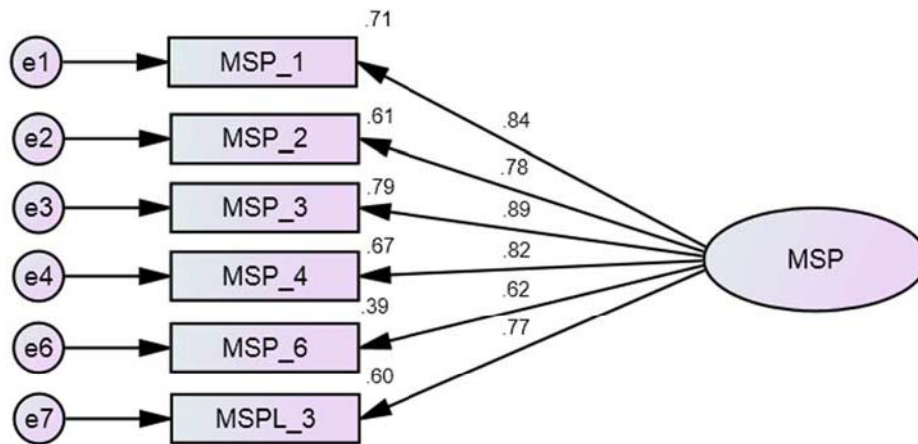 .71
e1
MSP_1
.84
.61
e2
MSP_2
.78
.79
e3
MSP_3
.89
.67
e4
MSP_4
.82
MSP
.39
e6
MSP_6
.62
.60
e7
MSPL_3
.77